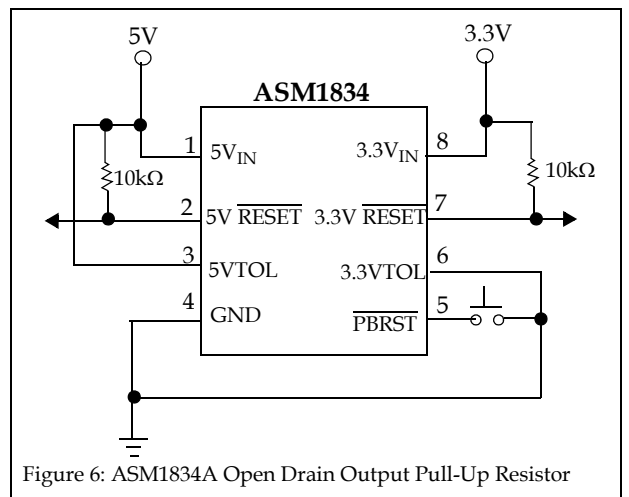 5V
3.3V
ASM1834
1
5VIN
3.3VIN
8
10kΩ
10kΩ
2
5V RESET
3.3V RESET
7
3
5VTOL
3.3VTOL
6
4
GND
PBRST
5
Figure 6: ASM1834A Open Drain Output Pull-Up Resistor